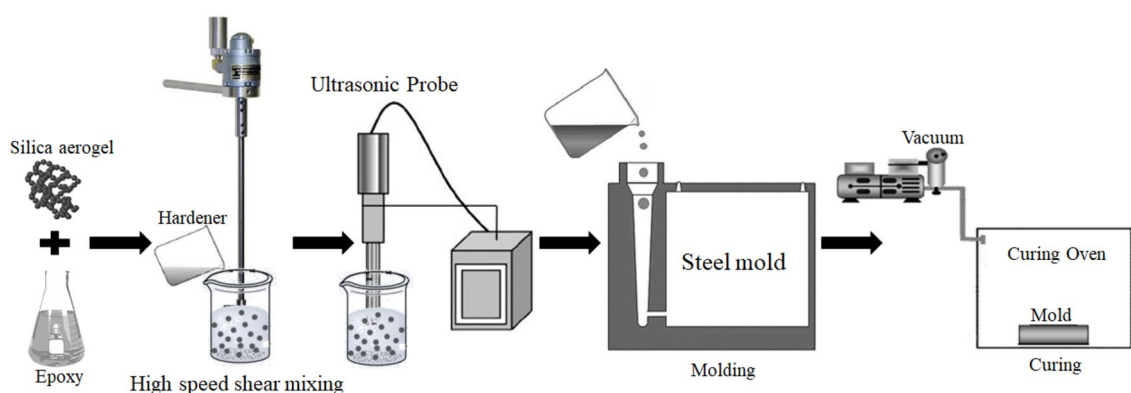 Silica aerogel
Epoxy
Hardener
High speed shear mixing
Ultrasonic Probe
Steel mold
Molding
Vacuum
Curing Oven
Mold
Curing